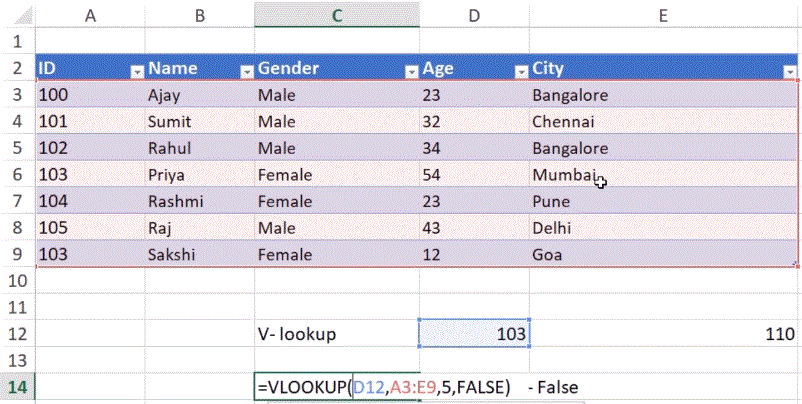 A B C D E
1
2 ID Name Gender Age City
3 100 Ajay Male 23 Bangalore
4 101 Sumit Male 32 Chennai
5 102 Rahul Male 34 Bangalore
6 103 Priya Female 54 Mumbai
7 104 Rashmi Female 23 Pune
8 105 Raj Male 43 Delhi
9 103 Sakshi Female 12 Goa
10
11
12 V- lookup 103 110
13
14 =VLOOKUP(D12,A3:E9,5,FALSE) - False